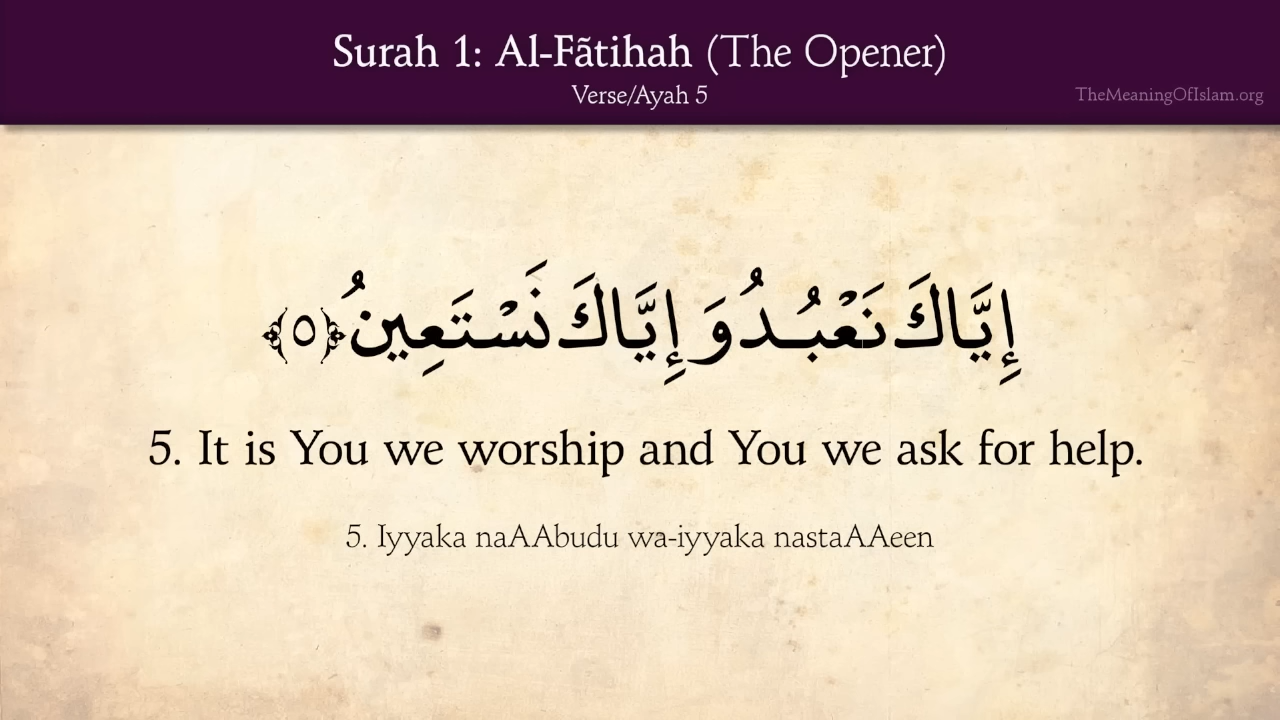 Surah 1: Al-Fãtihah (The Opener)
Verse/Ayah 5
TheMeaningOfIslam.org
إِيَّاكَ نَعْبُدُ وَإِيَّاكَ نَسْتَعِينُ ﴿٥﴾
5. It is You we worship and You we ask for help.
5. Iyyaka naAAbudu wa-iyyaka nastaAAeen